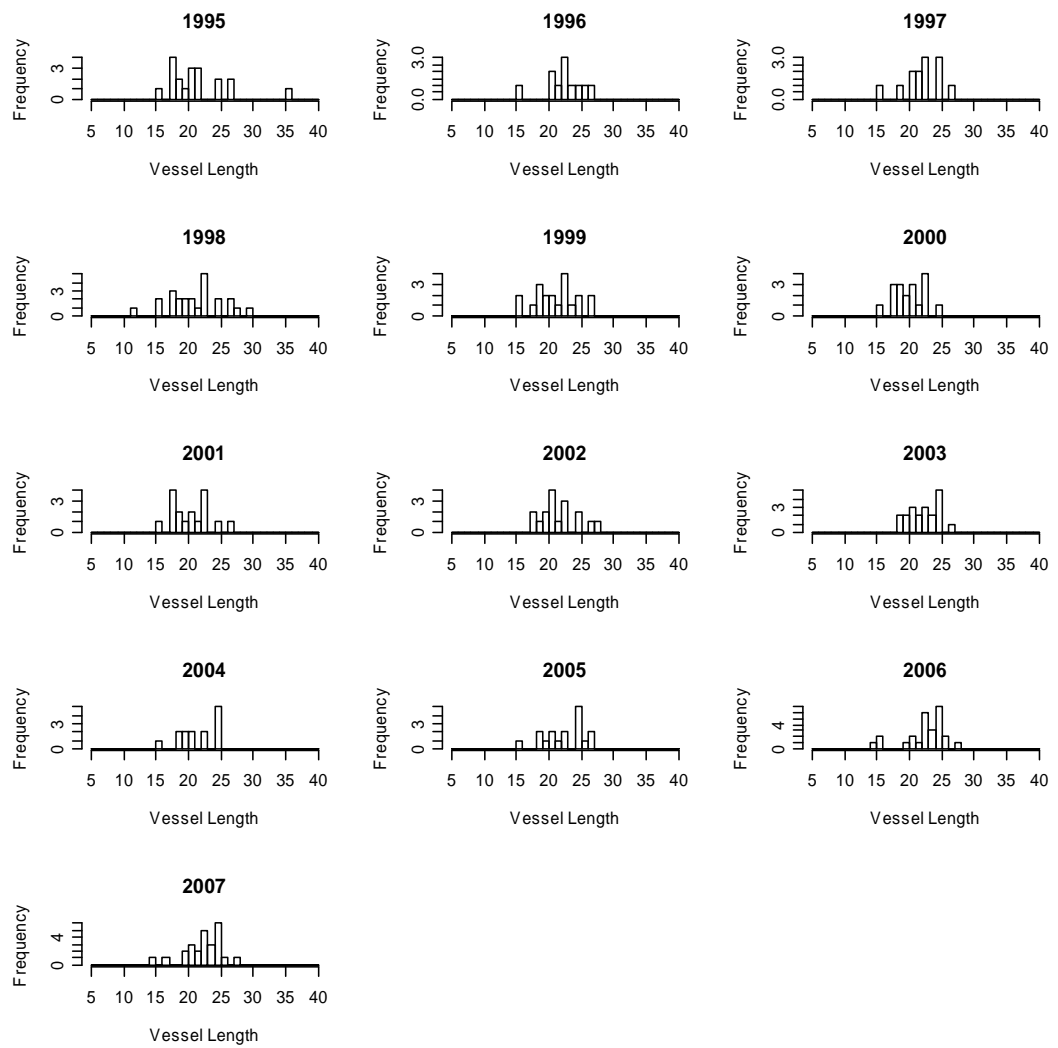 1995 1996 1997
Frequency 0 3 Frequency 0.0 3.0 Frequency 0.0 3.0
5 10 15 20 25 30 35 40 5 10 15 20 25 30 35 40 5 10 15 20 25 30 35 40
Vessel Length Vessel Length Vessel Length
1998 1999 2000
Frequency 0 3 Frequency 0 3 Frequency 0 3
5 10 15 20 25 30 35 40 5 10 15 20 25 30 35 40 5 10 15 20 25 30 35 40
Vessel Length Vessel Length Vessel Length
2001 2002 2003
Frequency 0 3 Frequency 0 3 Frequency 0 3
5 10 15 20 25 30 35 40 5 10 15 20 25 30 35 40 5 10 15 20 25 30 35 40
Vessel Length Vessel Length Vessel Length
2004 2005 2006
Frequency 0 3 Frequency 0 3 Frequency 0 4
5 10 15 20 25 30 35 40 5 10 15 20 25 30 35 40 5 10 15 20 25 30 35 40
Vessel Length Vessel Length Vessel Length
2007
Frequency 0 4
5 10 15 20 25 30 35 40
Vessel Length